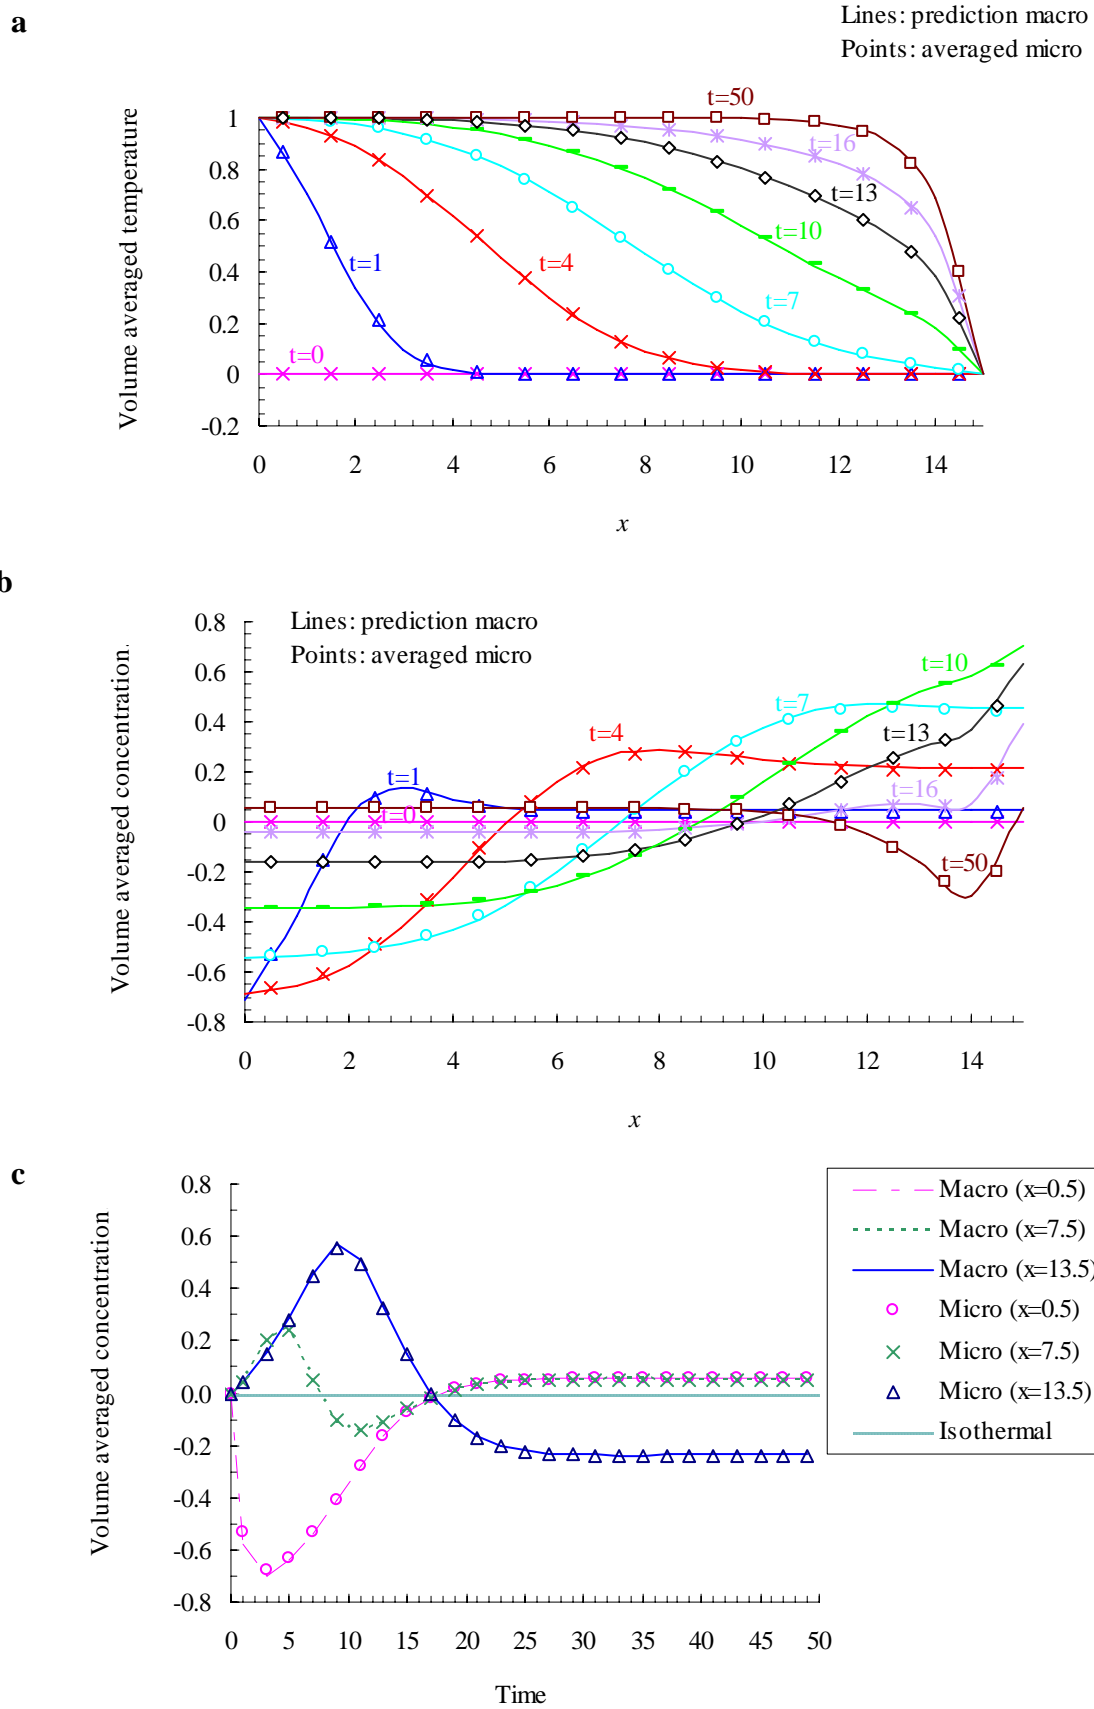 a
Lines: prediction macro
Points: averaged micro
Volume averaged temperature
1
0.8
0.6
0.4
0.2
0
-0.2
t=50
t=16
t=13
t=10
t=7
t=4
t=1
t=0
0 2 4 6 8 10 12 14
x
b
Lines: prediction macro
Points: averaged micro
Volume averaged concentration.
0.8
0.6
0.4
0.2
0
-0.2
-0.4
-0.6
-0.8
t=10
t=7
t=4
t=13
t=1
t=16
t=0
t=50
0 2 4 6 8 10 12 14
x
c
Volume averaged concentration
0.8
0.6
0.4
0.2
0.0
-0.2
-0.4
-0.6
-0.8
0 5 10 15 20 25 30 35 40 45 50
Time
Macro (x=0.5)
Macro (x=7.5)
Macro (x=13.5)
Micro (x=0.5)
Micro (x=7.5)
Micro (x=13.5)
Isothermal